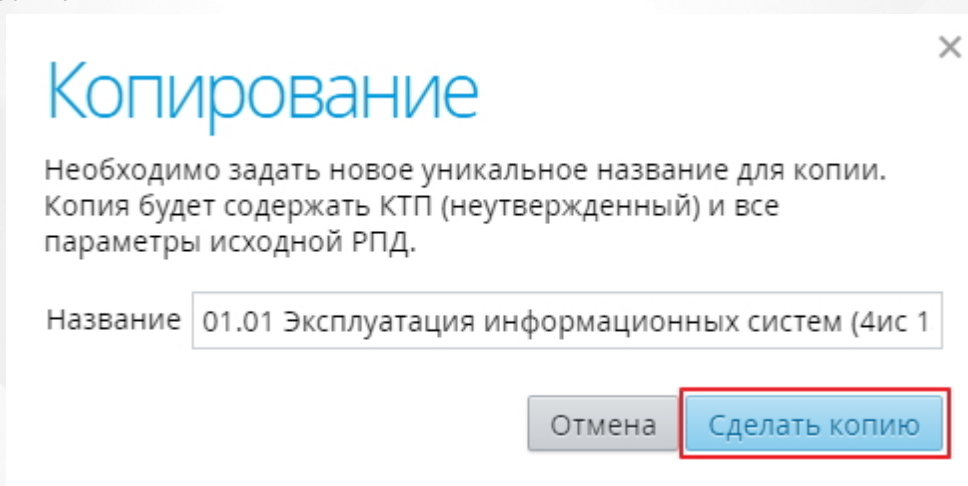 Копирование
Необходимо задать новое уникальное название для копии.
Копия будет содержать КТП (неутвержденный) и все
параметры исходной РПД.
Название 01.01 Эксплуатация информационных систем (4ис 1
Отмена Сделать копию